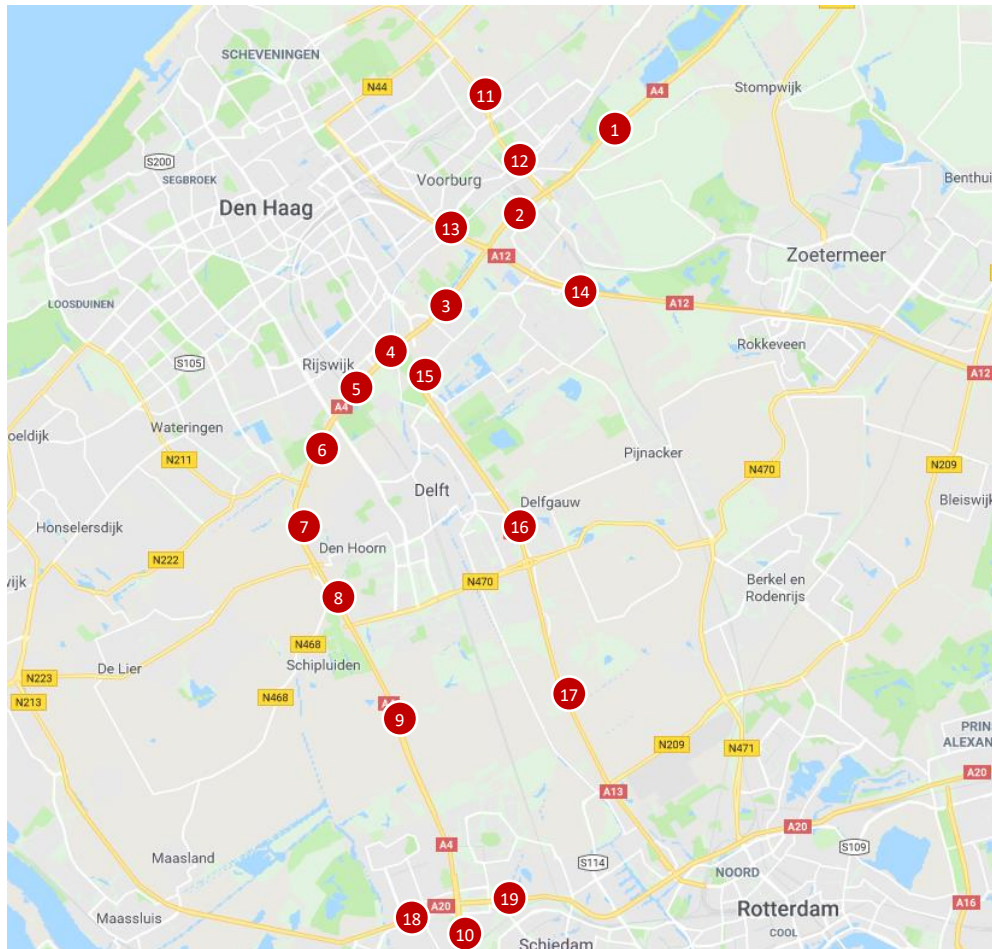 SCHEVENINGEN
N44
11
A4
Stompwijk
1
S200
12
SEGBROEK
Voorburg
Benthui
Den Haag
2
13
A12
Zoetermeer
14
LOOSDUINEN
3
A12
Rokkeveen
4
S105
Rijswijk
15
A12
5
A4
Wateringen
oeldijk
6
Pijnacker
N211
N470
N209
Delft
Delfgauw
Bleiswijk
Honselersdijk
7
16
Den Hoorn
N222
wijk
N470
Berkel en
Rodenrijs
8
N468
De Lier
Schipluiden
N223
N468
17
N213
9
PRIN
ALEXAN
N209
N471
A20
A13
A20
A4
S109
Maasland
S114
NOORD
19
A20
A16
18
Rotterdam
Maassluis
10
COOL
Schiedam